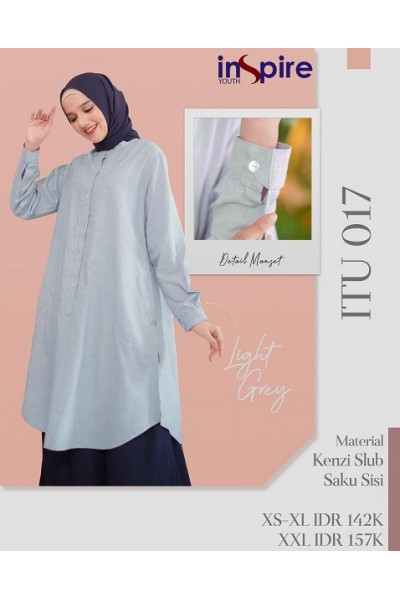 inspire
YOUTH
Detail Manset
ITU 017
Light
Grey
Material
Kenzi Slub
Saku Sisi
XS-XL IDR 142K
XXL IDR 157K